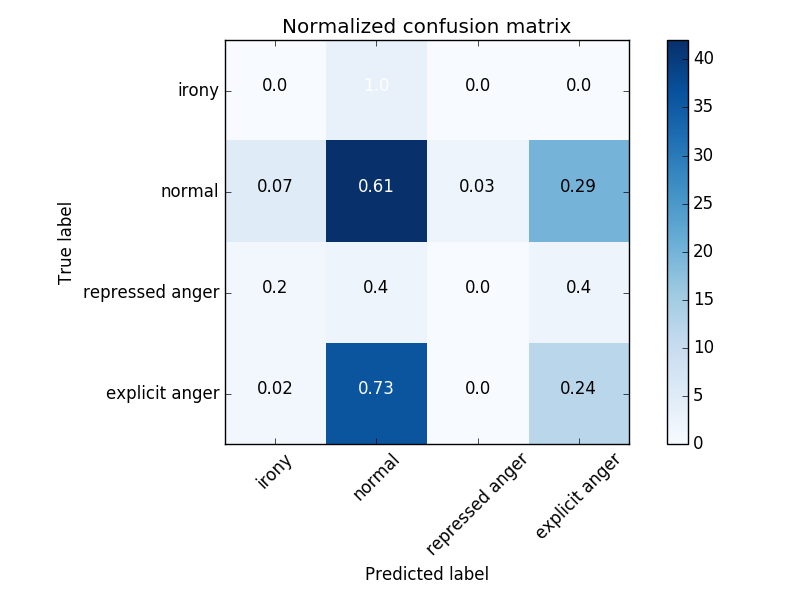 Normalized confusion matrix
irony 0.0 1.0 0.0 0.0
normal 0.07 0.61 0.03 0.29
repressed anger 0.2 0.4 0.0 0.4
explicit anger 0.02 0.73 0.0 0.24
True label
irony normal repressed anger explicit anger
Predicted label
40
35
30
25
20
15
10
5
0